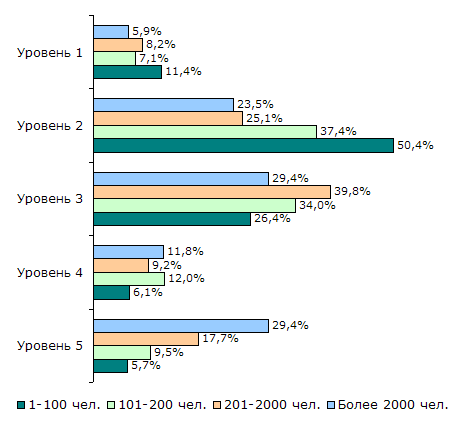 5,9%
Уровень 1 8,2%
7,1%
11,4%
23,5%
Уровень 2 25,1%
37,4%
50,4%
29,4%
Уровень 3 39,8%
34,0%
26,4%
11,8%
Уровень 4 9,2%
12,0%
6,1%
29,4%
Уровень 5 17,7%
9,5%
5,7%
1-100 чел. 101-200 чел. 201-2000 чел. Более 2000 чел.